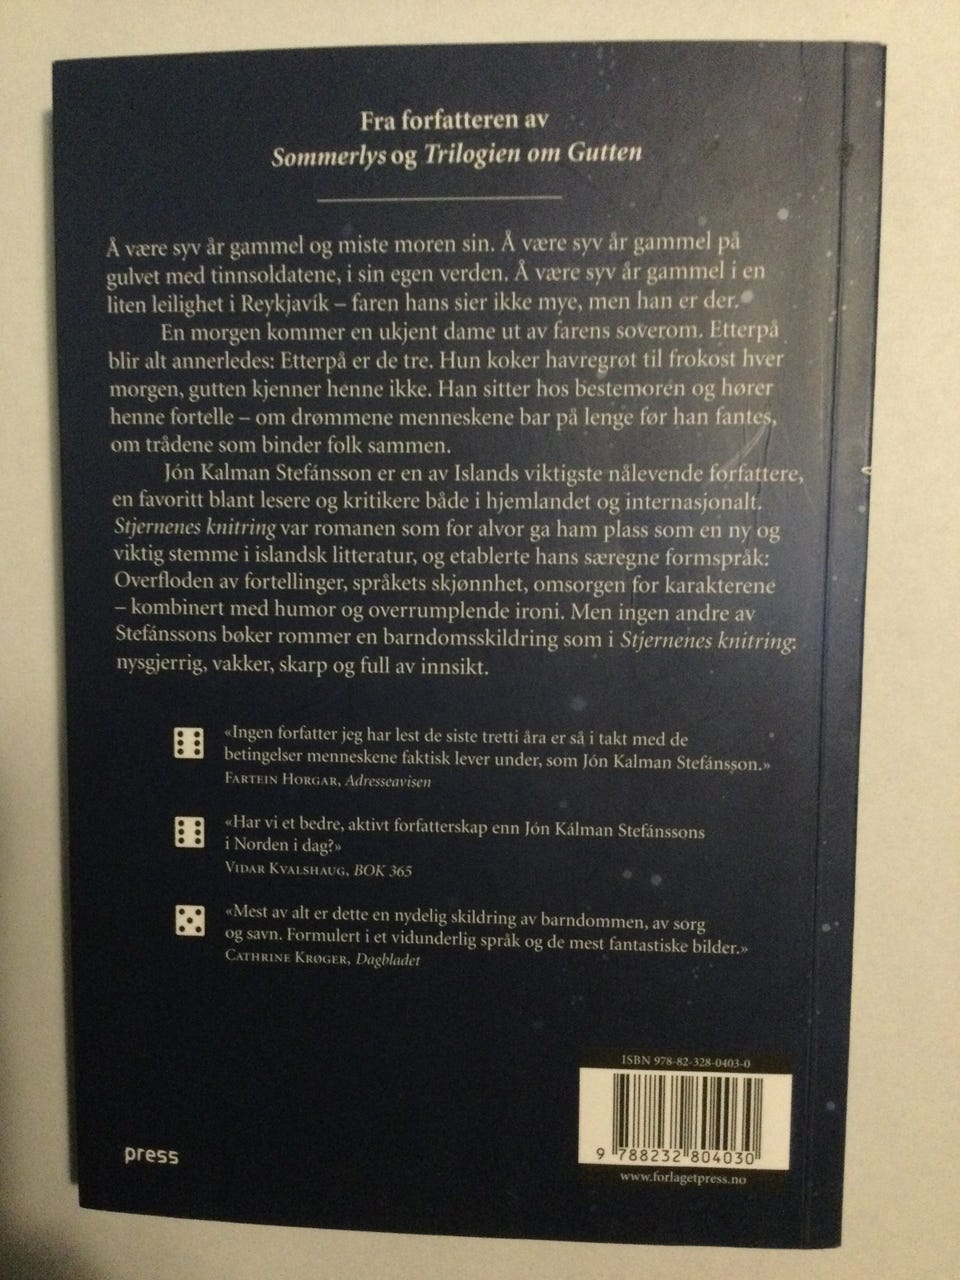 Fra forfatteren av
Sommerlys og Trilogien om Gutten
Å være syv år gammel og miste moren sin. Å være syv år gammel på
gulvet med tinnsoldatene, i sin egen verden. Å være syv år gammel i en
liten leilighet i Reykjavík – faren hans sier ikke mye, men han er der.
En morgen kommer en ukjent dame ut av farens soverom. Etterpå
blir alt annerledes: Etterpå er de tre. Hun koker havregrøt til frokost hver
morgen, gutten kjenner henne ikke. Han sitter hos bestemoren og hører
henne fortelle – om drømmene menneskene bar på lenge før han fantes,
om trådene som binder folk sammen.
Jón Kalman Stefánsson er en av Islands viktigste nålevende forfattere,
en favoritt blant lesere og kritikere både i hjemlandet og internasjonalt.
Stjernenes knitring var romanen som for alvor ga ham plass som en ny og
viktig stemme i islandsk litteratur, og etablerte hans særegne formspråk:
Overfloden av fortellinger, språkets skjønnhet, omsorgen for karakterene
– kombinert med humor og overrumplende ironi. Men ingen andre av
Stefánssons bøker rommer en barndomsskildring som i Stjernenes knitring:
nysgjerrig, vakker, skarp og full av innsikt.
«Ingen forfatter jeg har lest de siste tretti åra er så i takt med de
betingelser menneskene faktisk lever under, som Jón Kalman Stefánsson.»
Fartein Horgar, Adresseavisen
«Har vi et bedre, aktivt forfatterskap enn Jón Kalman Stefánssons
i Norden i dag?»
Vidar Kvalshaug, BOK 365
«Mest av alt er dette en nydelig skildring av barndommen, av sorg
og savn. Formulert i et vidunderlig språk og de mest fantastiske bilder.»
Cathrine Krøger, Dagbladet
ISBN 978-82-328-0403-0
9 788232 804030
www.forlagetpress.no
press